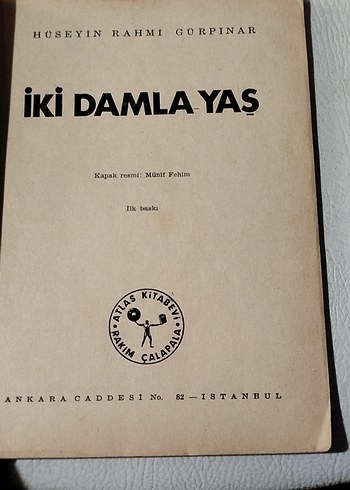 HÜSEYİN RAHMİ GÜRPINAR
İKİ DAMLA YAŞ
Kapak resmi: Münif Fehim
İlk baskı
ATLAS KİTABEVİ
RAKIM ÇALAPALA
ANKARA CADDESİ No. 82 — ISTANBUL